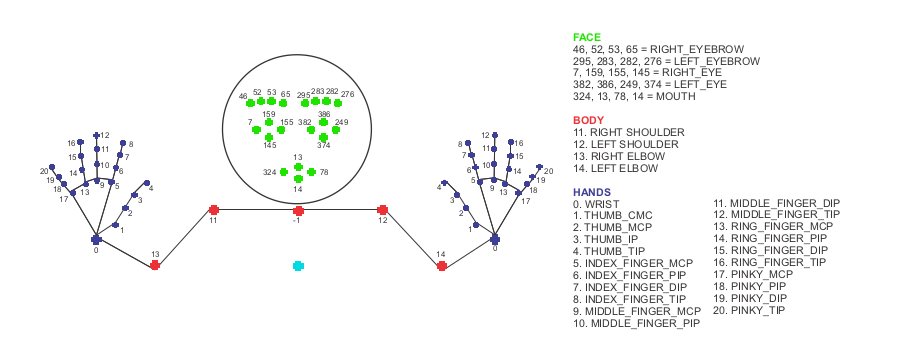 FACE
46, 52, 53, 65 = RIGHT_EYEBROW
295, 283, 282, 276 = LEFT_EYEBROW
7, 159, 155, 145 = RIGHT_EYE
382, 386, 249, 374 = LEFT_EYE
324, 13, 78, 14 = MOUTH
BODY
11. RIGHT SHOULDER
12. LEFT SHOULDER
13. RIGHT ELBOW
14. LEFT ELBOW
HANDS
0. WRIST
1. THUMB_CMC
2. THUMB_MCP
3. THUMB_IP
4. THUMB_TIP
5. INDEX_FINGER_MCP
6. INDEX_FINGER_PIP
7. INDEX_FINGER_DIP
8. INDEX_FINGER_TIP
9. MIDDLE_FINGER_MCP
10. MIDDLE_FINGER_PIP
11. MIDDLE_FINGER_DIP
12. MIDDLE_FINGER_TIP
13. RING_FINGER_MCP
14. RING_FINGER_PIP
15. RING_FINGER_DIP
16. RING_FINGER_TIP
17. PINKY_MCP
18. PINKY_PIP
19. PINKY_DIP
20. PINKY_TIP
46 52 53 65 295 283 282 276
159 386
7 155 382 249
145 374
13
324 78
14
11 -1 12
13 14
12
16 8
11
15 7
20 10 6
19 14
18 13 9 5 4
17 3
2
1
0
12
8 16
11
7 15
6 10 20
14 19
4 5 9 13 18
3 17
2
1
0